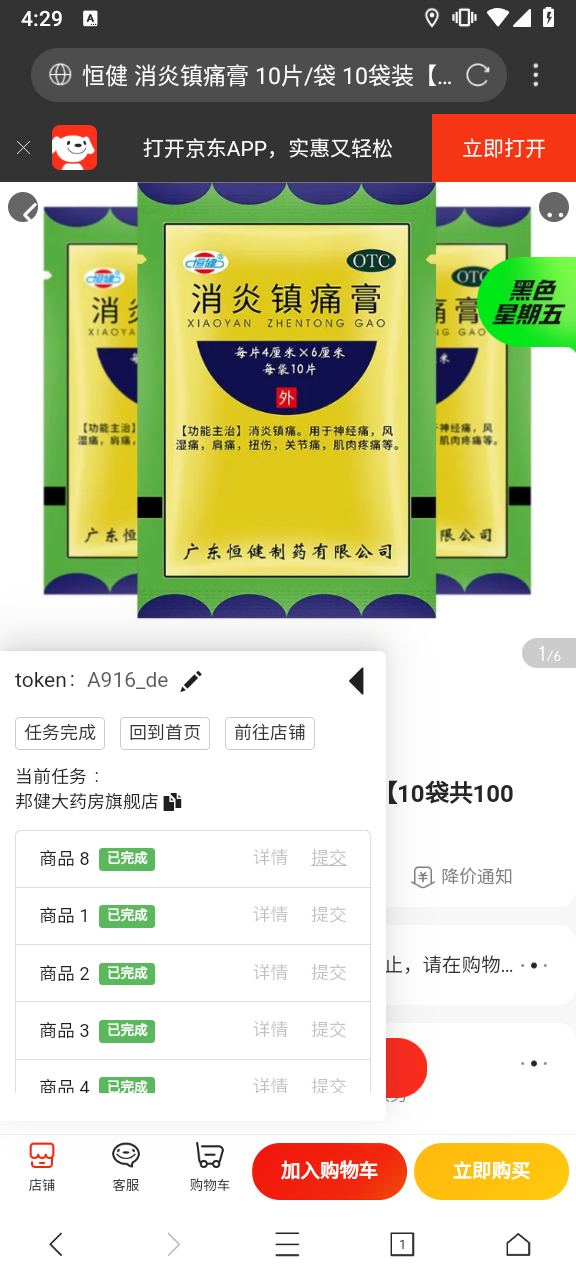 4:29
A
恒健 消炎镇痛膏 10片/袋 10袋装【...
打开京东APP，实惠又轻松
立即打开
恒健
OTC
消炎镇痛膏
XIAOYAN ZHENTONG GAO
每片4厘米×6厘米
每袋10片
外
【功能主治】消炎镇痛。用于神经痛，风
湿痛，肩痛，扭伤，关节痛，肌肉疼痛等。
广东恒健制药有限公司
黑色
星期五
1/6
token： A916_de
任务完成 回到首页 前往店铺
当前任务：
邦健大药房旗舰店
【10袋共100
降价通知
商品 8 已完成 详情 提交
商品 1 已完成 详情 提交
商品 2 已完成 详情 提交
止，请在购物...
商品 3 已完成 详情 提交
商品 4 已完成 详情 提交
店铺 客服 购物车 加入购物车 立即购买
1